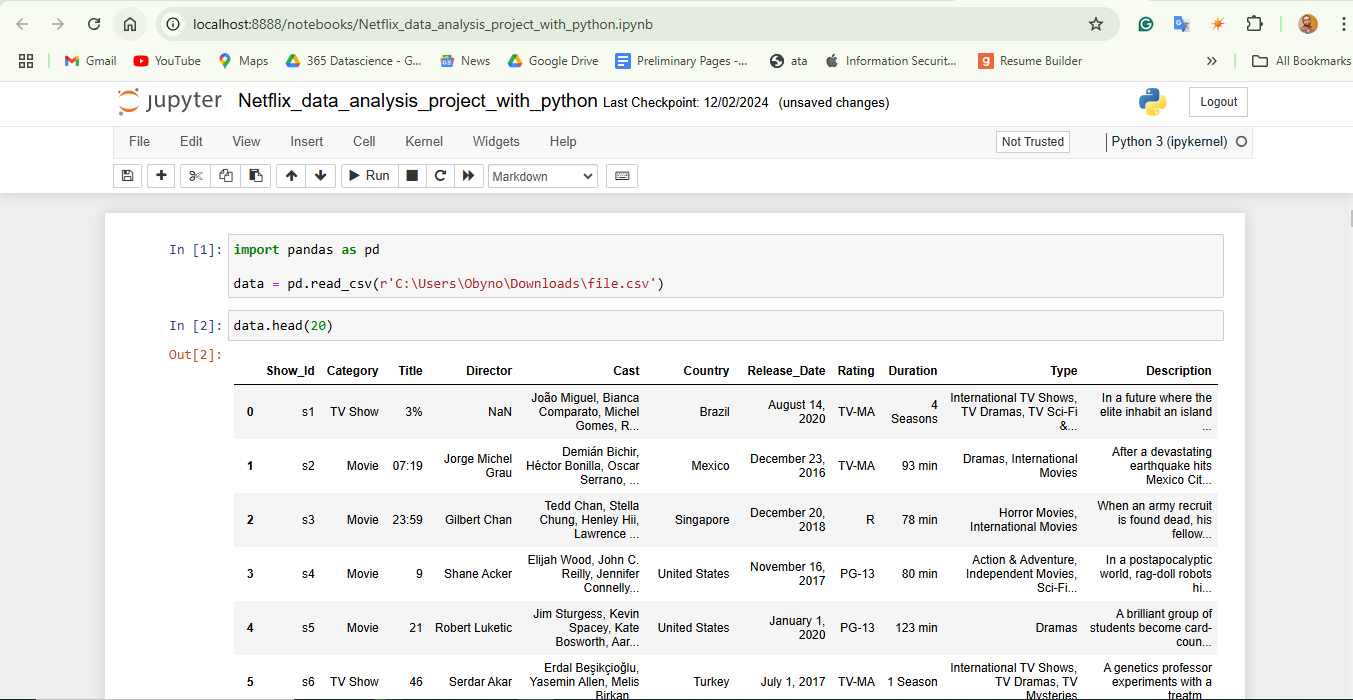 localhost:8888/notebooks/Netflix_data_analysis_project_with_python.ipynb
Gmail YouTube Maps 365 Datascience - G... News Google Drive Preliminary Pages -... ata Information Securit... Resume Builder » All Bookmarks
jupyter Netflix_data_analysis_project_with_python Last Checkpoint: 12/02/2024 (unsaved changes) Logout
File Edit View Insert Cell Kernel Widgets Help Not Trusted Python 3 (ipykernel)
Run Markdown
In [1]: import pandas as pd
data = pd.read_csv(r'C:\Users\Obyno\Downloads\file.csv')
In [2]: data.head(20)
Out[2]:
Show_Id Category Title Director Cast Country Release_Date Rating Duration Type Description
0 s1 TV Show 3% NaN João Miguel, Bianca Comparato, Michel Gomes, R... Brazil August 14, 2020 TV-MA 4 Seasons International TV Shows, TV Dramas, TV Sci-Fi &... In a future where the elite inhabit an island ...
1 s2 Movie 07:19 Jorge Michel Grau Demián Bichir, Héctor Bonilla, Oscar Serrano, ... Mexico December 23, 2016 TV-MA 93 min Dramas, International Movies After a devastating earthquake hits Mexico Cit...
2 s3 Movie 23:59 Gilbert Chan Tedd Chan, Stella Chung, Henley Hii, Lawrence ... Singapore December 20, 2018 R 78 min Horror Movies, International Movies When an army recruit is found dead, his fellow...
3 s4 Movie 9 Shane Acker Elijah Wood, John C. Reilly, Jennifer Connelly... United States November 16, 2017 PG-13 80 min Action & Adventure, Independent Movies, Sci-Fi... In a postapocalyptic world, rag-doll robots hi...
4 s5 Movie 21 Robert Luketic Jim Sturgess, Kevin Spacey, Kate Bosworth, Aar... United States January 1, 2020 PG-13 123 min Dramas A brilliant group of students become card-coun...
5 s6 TV Show 46 Serdar Akar Erdal Beşikçioğlu, Yasemin Allen, Melis Birkan Turkey July 1, 2017 TV-MA 1 Season International TV Shows, TV Dramas, TV Mysteries A genetics professor experiments with a treatm